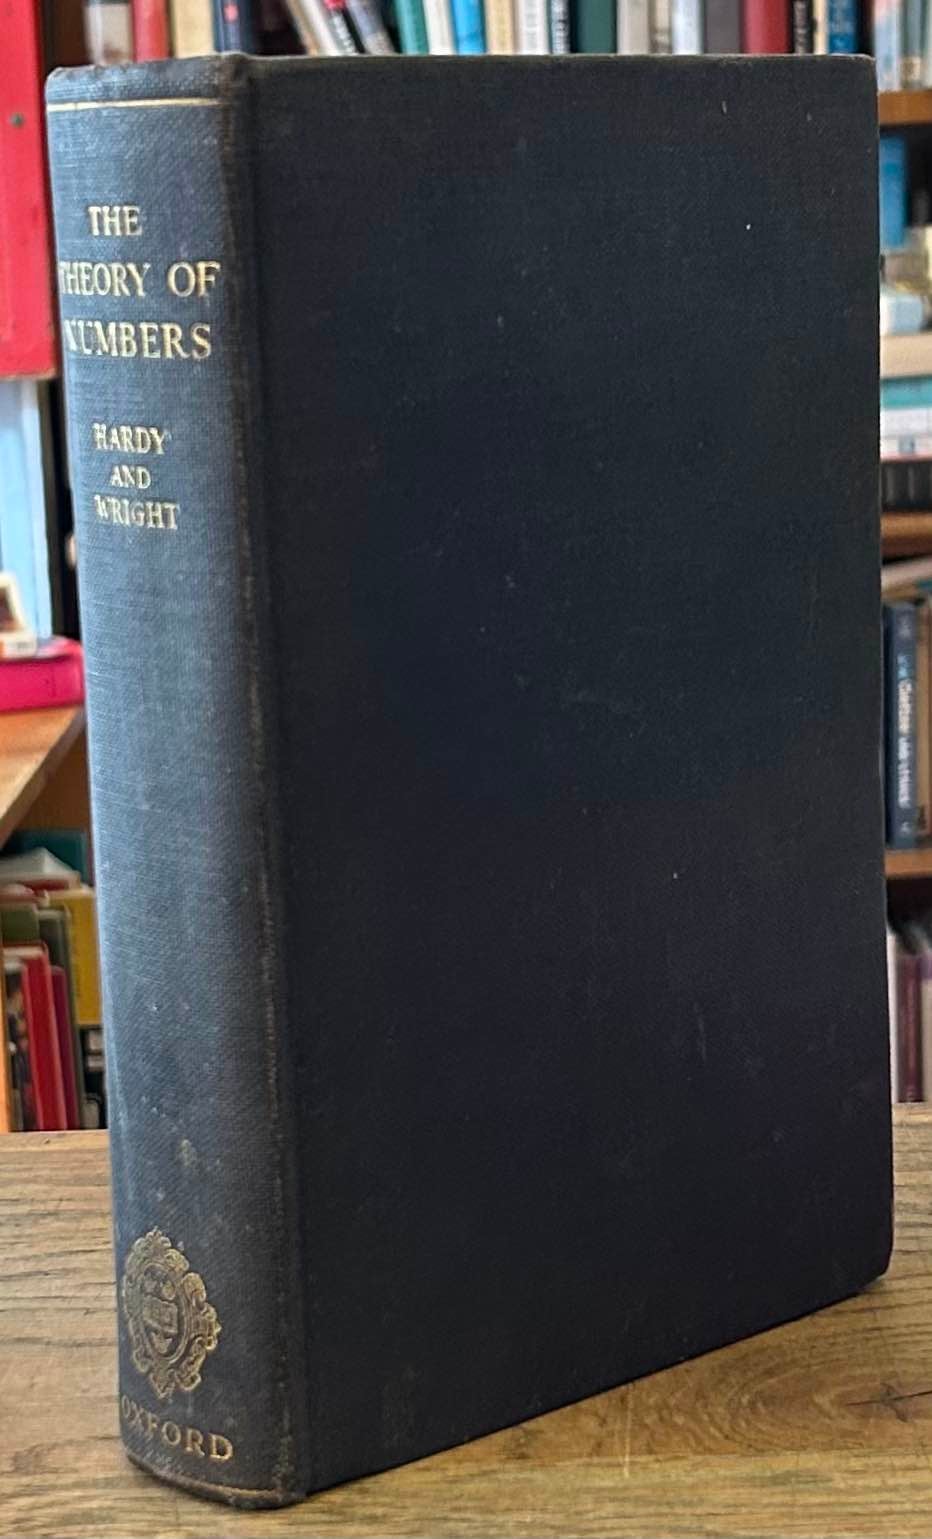 THE
THEORY OF
NUMBERS
HARDY
AND
WRIGHT
OXFORD